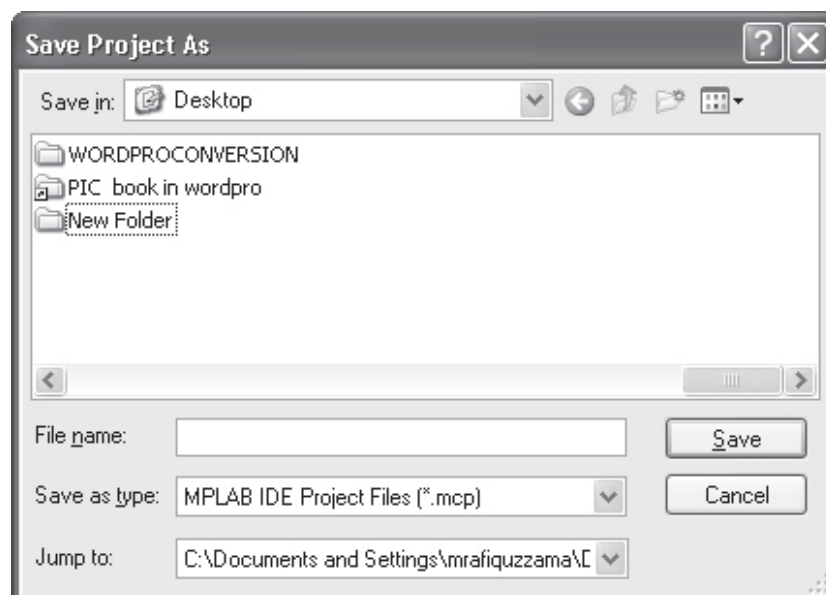 Save Project As
Save in: Desktop
WORDPROCONVERSION
PIC book in wordpro
New Folder
File name: Save
Save as type: MPLAB IDE Project Files (*.mcp) Cancel
Jump to: C:\Documents and Settings\mrafiquzzama\D